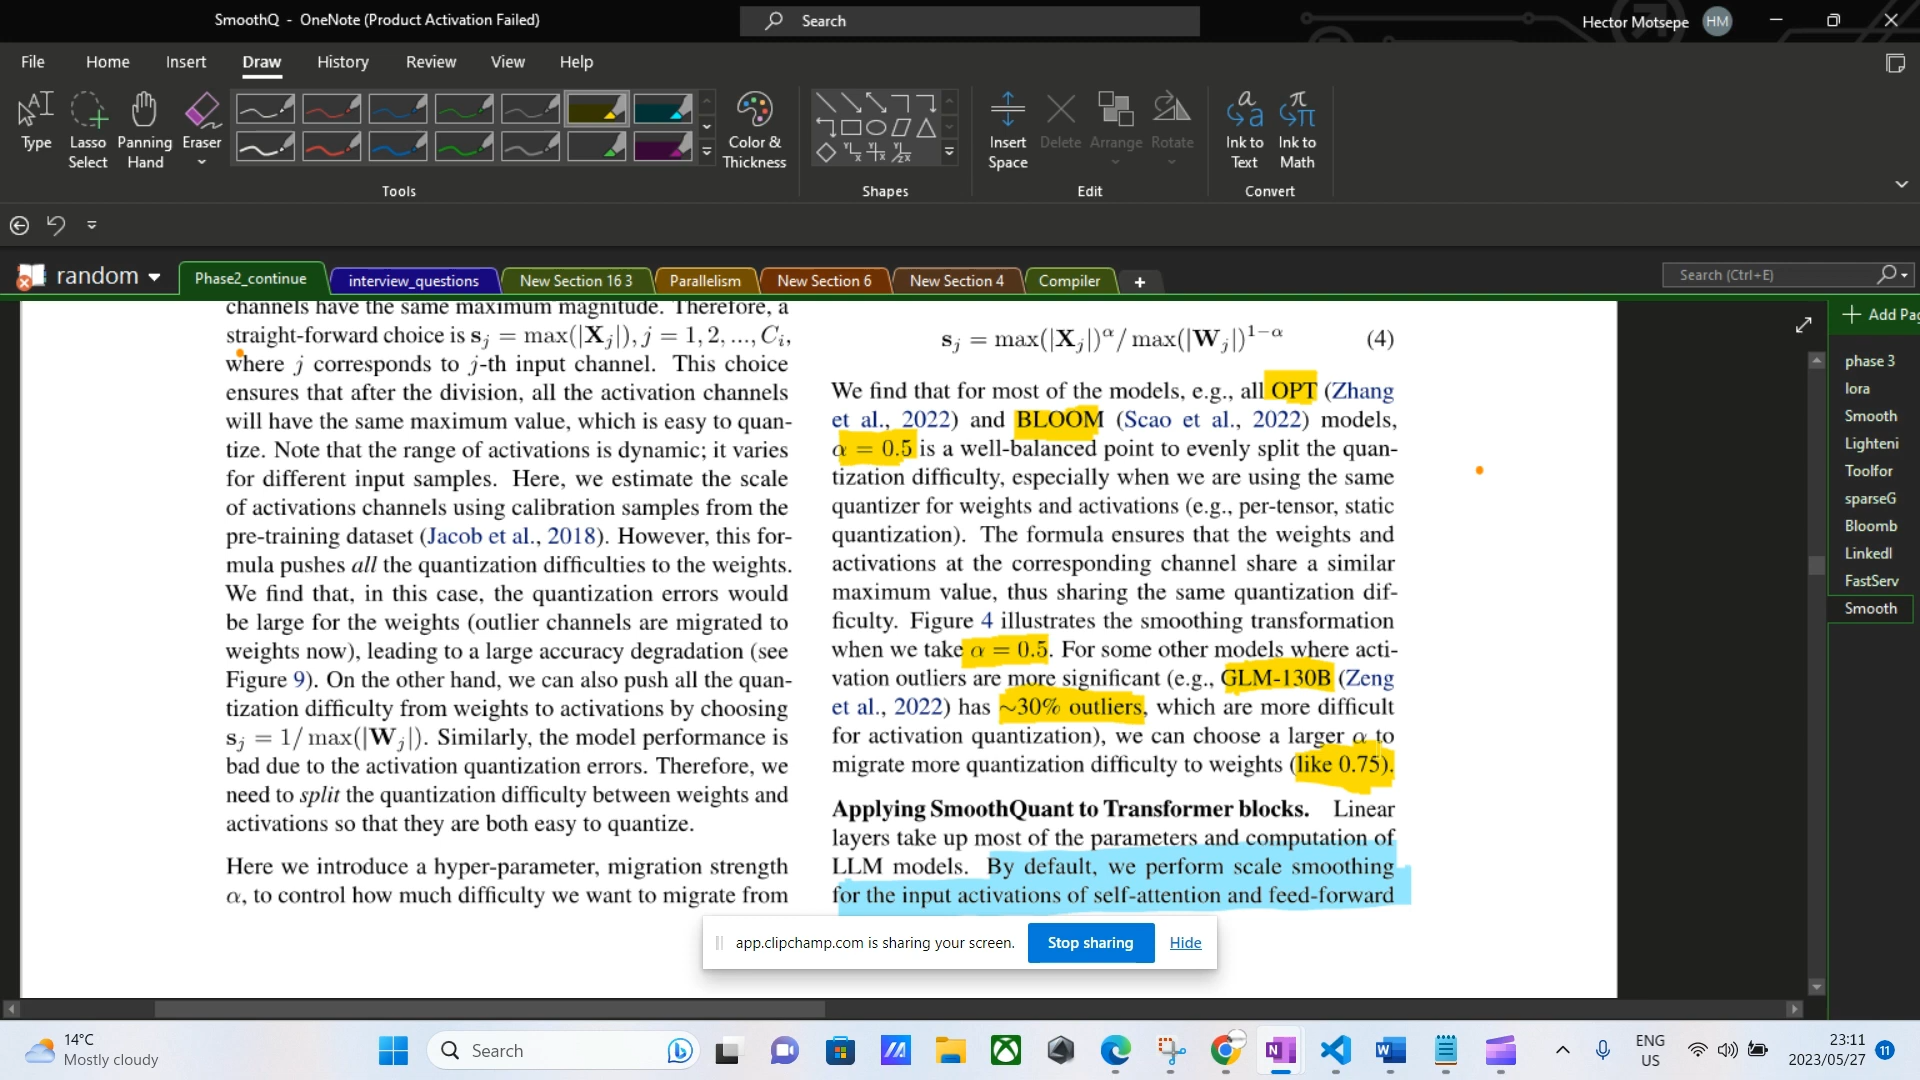 SmoothQ - OneNote (Product Activation Failed)
Search
Hector Motsepe
HM
File
Home
Insert
Draw
History
Review
View
Help
Type
Lasso Select
Panning Hand
Eraser
Color & Thickness
Insert Space
Delete
Arrange
Rotate
Ink to Text
Ink to Math
Tools
Shapes
Edit
Convert
random
Phase2_continue
interview_questions
New Section 16 3
Parallelism
New Section 6
New Section 4
Compiler
+
Search (Ctrl+E)
channels have the same maximum magnitude. Therefore, a
straight-forward choice is sⱼ = max(|Xⱼ|), j = 1, 2, ..., Cᵢ,
where j corresponds to j-th input channel. This choice
ensures that after the division, all the activation channels
will have the same maximum value, which is easy to quan-
tize. Note that the range of activations is dynamic; it varies
for different input samples. Here, we estimate the scale
of activations channels using calibration samples from the
pre-training dataset (Jacob et al., 2018). However, this for-
mula pushes all the quantization difficulties to the weights.
We find that, in this case, the quantization errors would
be large for the weights (outlier channels are migrated to
weights now), leading to a large accuracy degradation (see
Figure 9). On the other hand, we can also push all the quan-
tization difficulty from weights to activations by choosing
sⱼ = 1/ max(|Wⱼ|). Similarly, the model performance is
bad due to the activation quantization errors. Therefore, we
need to split the quantization difficulty between weights and
activations so that they are both easy to quantize.
Here we introduce a hyper-parameter, migration strength
α, to control how much difficulty we want to migrate from
sⱼ = max(|Xⱼ|)^α / max(|Wⱼ|)^1−α (4)
We find that for most of the models, e.g., all OPT (Zhang
et al., 2022) and BLOOM (Scao et al., 2022) models,
α = 0.5 is a well-balanced point to evenly split the quan-
tization difficulty, especially when we are using the same
quantizer for weights and activations (e.g., per-tensor, static
quantization). The formula ensures that the weights and
activations at the corresponding channel share a similar
maximum value, thus sharing the same quantization dif-
ficulty. Figure 4 illustrates the smoothing transformation
when we take α = 0.5. For some other models where acti-
vation outliers are more significant (e.g., GLM-130B (Zeng
et al., 2022) has ~30% outliers, which are more difficult
for activation quantization), we can choose a larger α to
migrate more quantization difficulty to weights (like 0.75).
Applying SmoothQuant to Transformer blocks. Linear
layers take up most of the parameters and computation of
LLM models. By default, we perform scale smoothing
for the input activations of self-attention and feed-forward
Add Pag
phase 3
lora
Smooth
Lighteni
Toolfor
sparseG
Bloomb
LinkedI
FastServ
Smooth
app.clipchamp.com is sharing your screen.
Stop sharing
Hide
14°C
Mostly cloudy
Search
ENG
US
23:11
2023/05/27
11